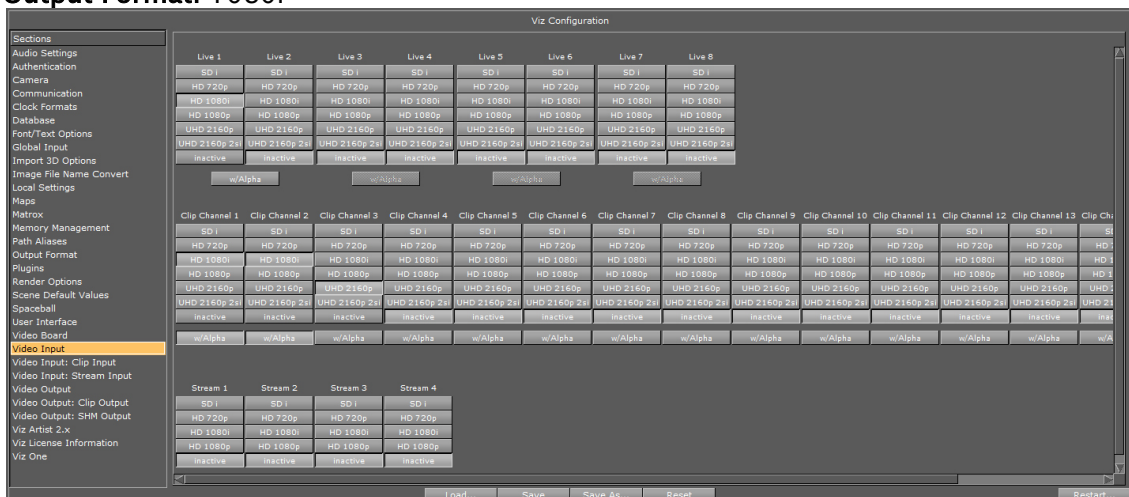 Viz Configuration
Sections
Audio Settings
Authentication
Camera
Communication
Clock Formats
Database
Font/Text Options
Global Input
Import 3D Options
Image File Name Convert
Local Settings
Maps
Matrox
Memory Management
Path Aliases
Output Format
Plugins
Render Options
Scene Default Values
Spaceball
User Interface
Video Board
Video Input
Video Input: Clip Input
Video Input: Stream Input
Video Output
Video Output: Clip Output
Video Output: SHM Output
Viz Artist 2.x
Viz License Information
Viz One
Live 1 Live 2 Live 3 Live 4 Live 5 Live 6 Live 7 Live 8
SD i SD i SD i SD i SD i SD i SD i SD i
HD 720p HD 720p HD 720p HD 720p HD 720p HD 720p HD 720p HD 720p
HD 1080i HD 1080i HD 1080i HD 1080i HD 1080i HD 1080i HD 1080i HD 1080i
HD 1080p HD 1080p HD 1080p HD 1080p HD 1080p HD 1080p HD 1080p HD 1080p
UHD 2160p UHD 2160p UHD 2160p UHD 2160p UHD 2160p UHD 2160p UHD 2160p UHD 2160p
UHD 2160p 2si UHD 2160p 2si UHD 2160p 2si UHD 2160p 2si UHD 2160p 2si UHD 2160p 2si UHD 2160p 2si UHD 2160p 2si
inactive inactive inactive inactive inactive inactive inactive inactive
w/Alpha w/Alpha w/Alpha w/Alpha
Clip Channel 1 Clip Channel 2 Clip Channel 3 Clip Channel 4 Clip Channel 5 Clip Channel 6 Clip Channel 7 Clip Channel 8 Clip Channel 9 Clip Channel 10 Clip Channel 11 Clip Channel 12 Clip Channel 13
SD i SD i SD i SD i SD i SD i SD i SD i SD i SD i SD i SD i SD i
HD 720p HD 720p HD 720p HD 720p HD 720p HD 720p HD 720p HD 720p HD 720p HD 720p HD 720p HD 720p HD 720p
HD 1080i HD 1080i HD 1080i HD 1080i HD 1080i HD 1080i HD 1080i HD 1080i HD 1080i HD 1080i HD 1080i HD 1080i HD 1080i
HD 1080p HD 1080p HD 1080p HD 1080p HD 1080p HD 1080p HD 1080p HD 1080p HD 1080p HD 1080p HD 1080p HD 1080p HD 1080p
UHD 2160p UHD 2160p UHD 2160p UHD 2160p UHD 2160p UHD 2160p UHD 2160p UHD 2160p UHD 2160p UHD 2160p UHD 2160p UHD 2160p UHD 2160p
UHD 2160p 2si UHD 2160p 2si UHD 2160p 2si UHD 2160p 2si UHD 2160p 2si UHD 2160p 2si UHD 2160p 2si UHD 2160p 2si UHD 2160p 2si UHD 2160p 2si UHD 2160p 2si UHD 2160p 2si UHD 2160p 2si
inactive inactive inactive inactive inactive inactive inactive inactive inactive inactive inactive inactive inactive
w/Alpha w/Alpha w/Alpha w/Alpha w/Alpha w/Alpha w/Alpha w/Alpha w/Alpha w/Alpha w/Alpha w/Alpha w/Alpha
Stream 1 Stream 2 Stream 3 Stream 4
SD i SD i SD i SD i
HD 720p HD 720p HD 720p HD 720p
HD 1080i HD 1080i HD 1080i HD 1080i
HD 1080p HD 1080p HD 1080p HD 1080p
inactive inactive inactive inactive
Load... Save Save As... Reset Restart...